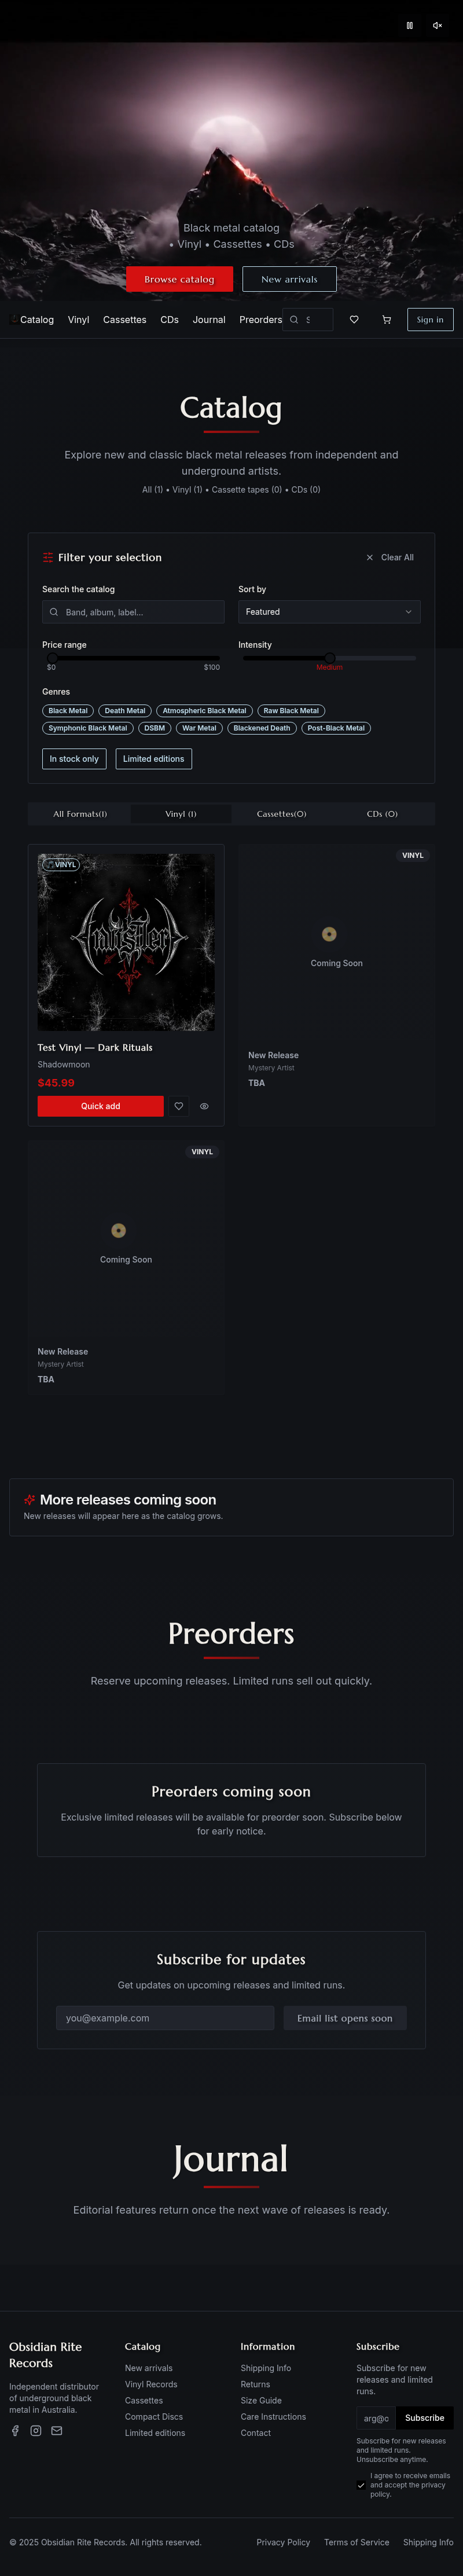 Black metal catalog
• Vinyl • Cassettes • CDs
Browse catalog
New arrivals
Catalog Vinyl Cassettes CDs Journal Preorders
Sign in
Catalog
Explore new and classic black metal releases from independent and
underground artists.
All (1) • Vinyl (1) • Cassette tapes (0) • CDs (0)
Filter your selection
Clear All
Search the catalog
Sort by
Band, album, label...
Featured
Price range
Intensity
$0 $100
Medium
Genres
Black Metal Death Metal Atmospheric Black Metal Raw Black Metal
Symphonic Black Metal DSBM War Metal Blackened Death Post-Black Metal
In stock only Limited editions
All Formats(1) Vinyl (1) Cassettes(0) CDs (0)
VINYL
Test Vinyl — Dark Rituals
Shadowmoon
$45.99
Quick add
VINYL
Coming Soon
New Release
Mystery Artist
TBA
VINYL
Coming Soon
New Release
Mystery Artist
TBA
More releases coming soon
New releases will appear here as the catalog grows.
Preorders
Reserve upcoming releases. Limited runs sell out quickly.
Preorders coming soon
Exclusive limited releases will be available for preorder soon. Subscribe below
for early notice.
Subscribe for updates
Get updates on upcoming releases and limited runs.
you@example.com
Email list opens soon
Journal
Editorial features return once the next wave of releases is ready.
Obsidian Rite
Records
Independent distributor
of underground black
metal in Australia.
Catalog
New arrivals
Vinyl Records
Cassettes
Compact Discs
Limited editions
Information
Shipping Info
Returns
Size Guide
Care Instructions
Contact
Subscribe
Subscribe for new
releases and limited
runs.
Subscribe
Subscribe for new releases
and limited runs.
Unsubscribe anytime.
I agree to receive emails
and accept the privacy
policy.
© 2025 Obsidian Rite Records. All rights reserved.
Privacy Policy Terms of Service Shipping Info